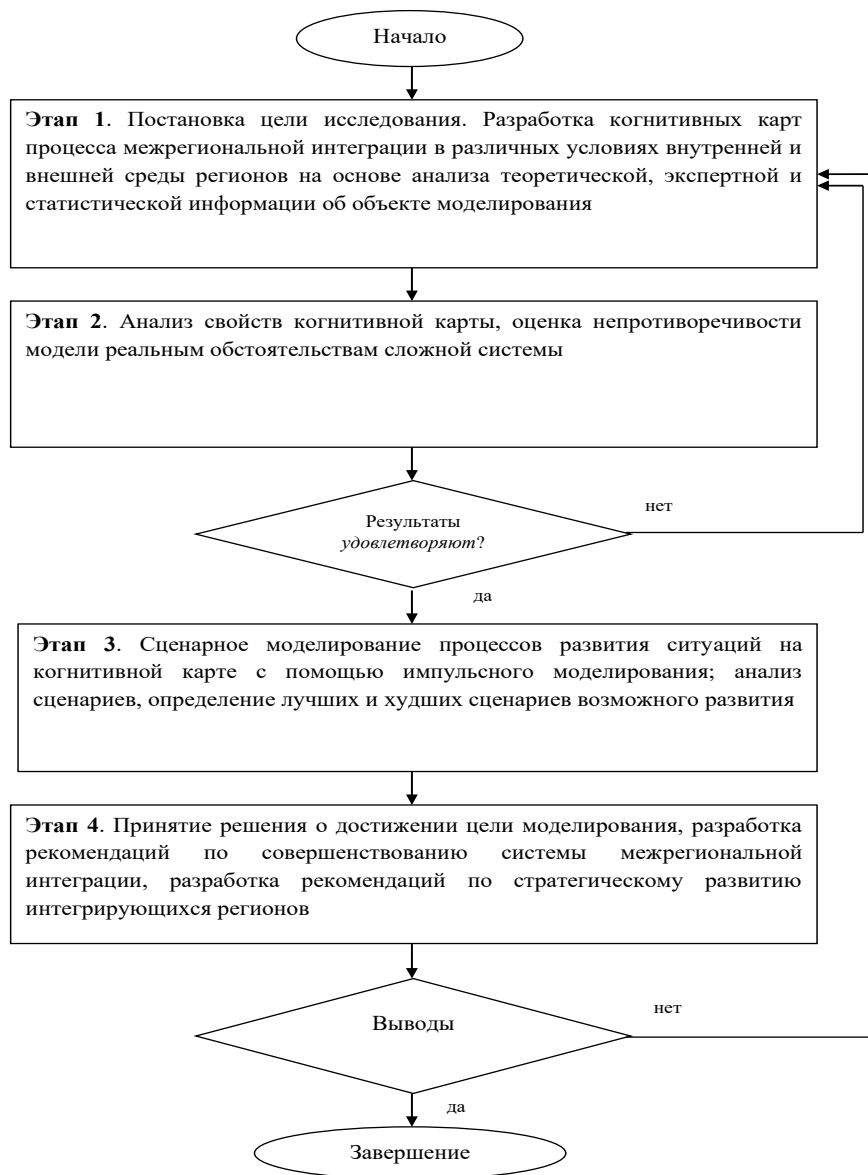 Начало
Этап 1. Постановка цели исследования. Разработка когнитивных карт
процесса межрегиональной интеграции в различных условиях внутренней и
внешней среды регионов на основе анализа теоретической, экспертной и
статистической информации об объекте моделирования
Этап 2. Анализ свойств когнитивной карты, оценка непротиворечивости
модели реальным обстоятельствам сложной системы
Результаты
удовлетворяют?
нет
да
Этап 3. Сценарное моделирование процессов развития ситуаций на
когнитивной карте с помощью импульсного моделирования; анализ
сценариев, определение лучших и худших сценариев возможного развития
Этап 4. Принятие решения о достижении цели моделирования, разработка
рекомендаций по совершенствованию системы межрегиональной
интеграции, разработка рекомендаций по стратегическому развитию
интегрирующихся регионов
Выводы
нет
да
Завершение